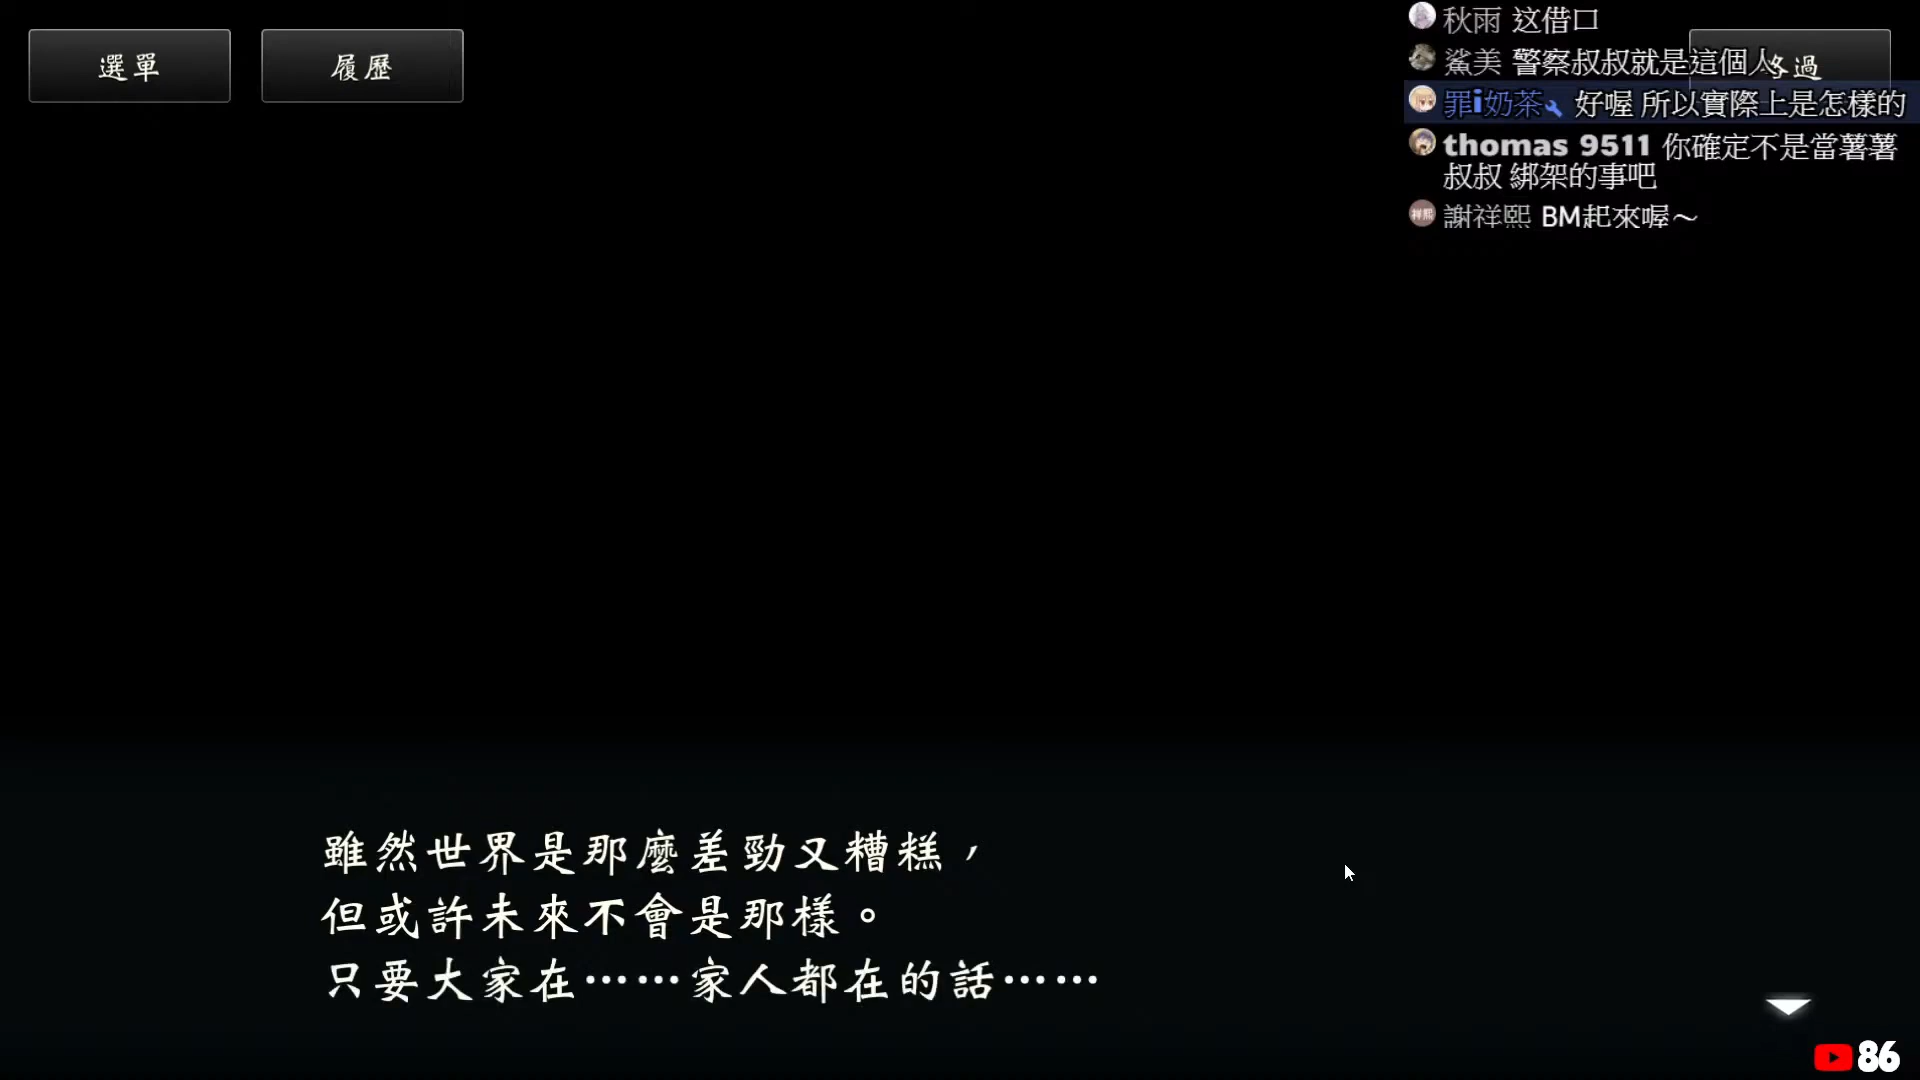 選單
履歷
秋雨 这借口
鯊美 警察叔叔就是這個人
略過
罪i奶茶 好喔 所以實際上是怎樣的
thomas 9511 你確定不是當薯薯
叔叔 綁架的事吧
謝祥熙 BM起來喔～
雖然世界是那麼差勁又糟糕，
但或許未來不會是那樣。
只要大家在……家人都在的話……
86